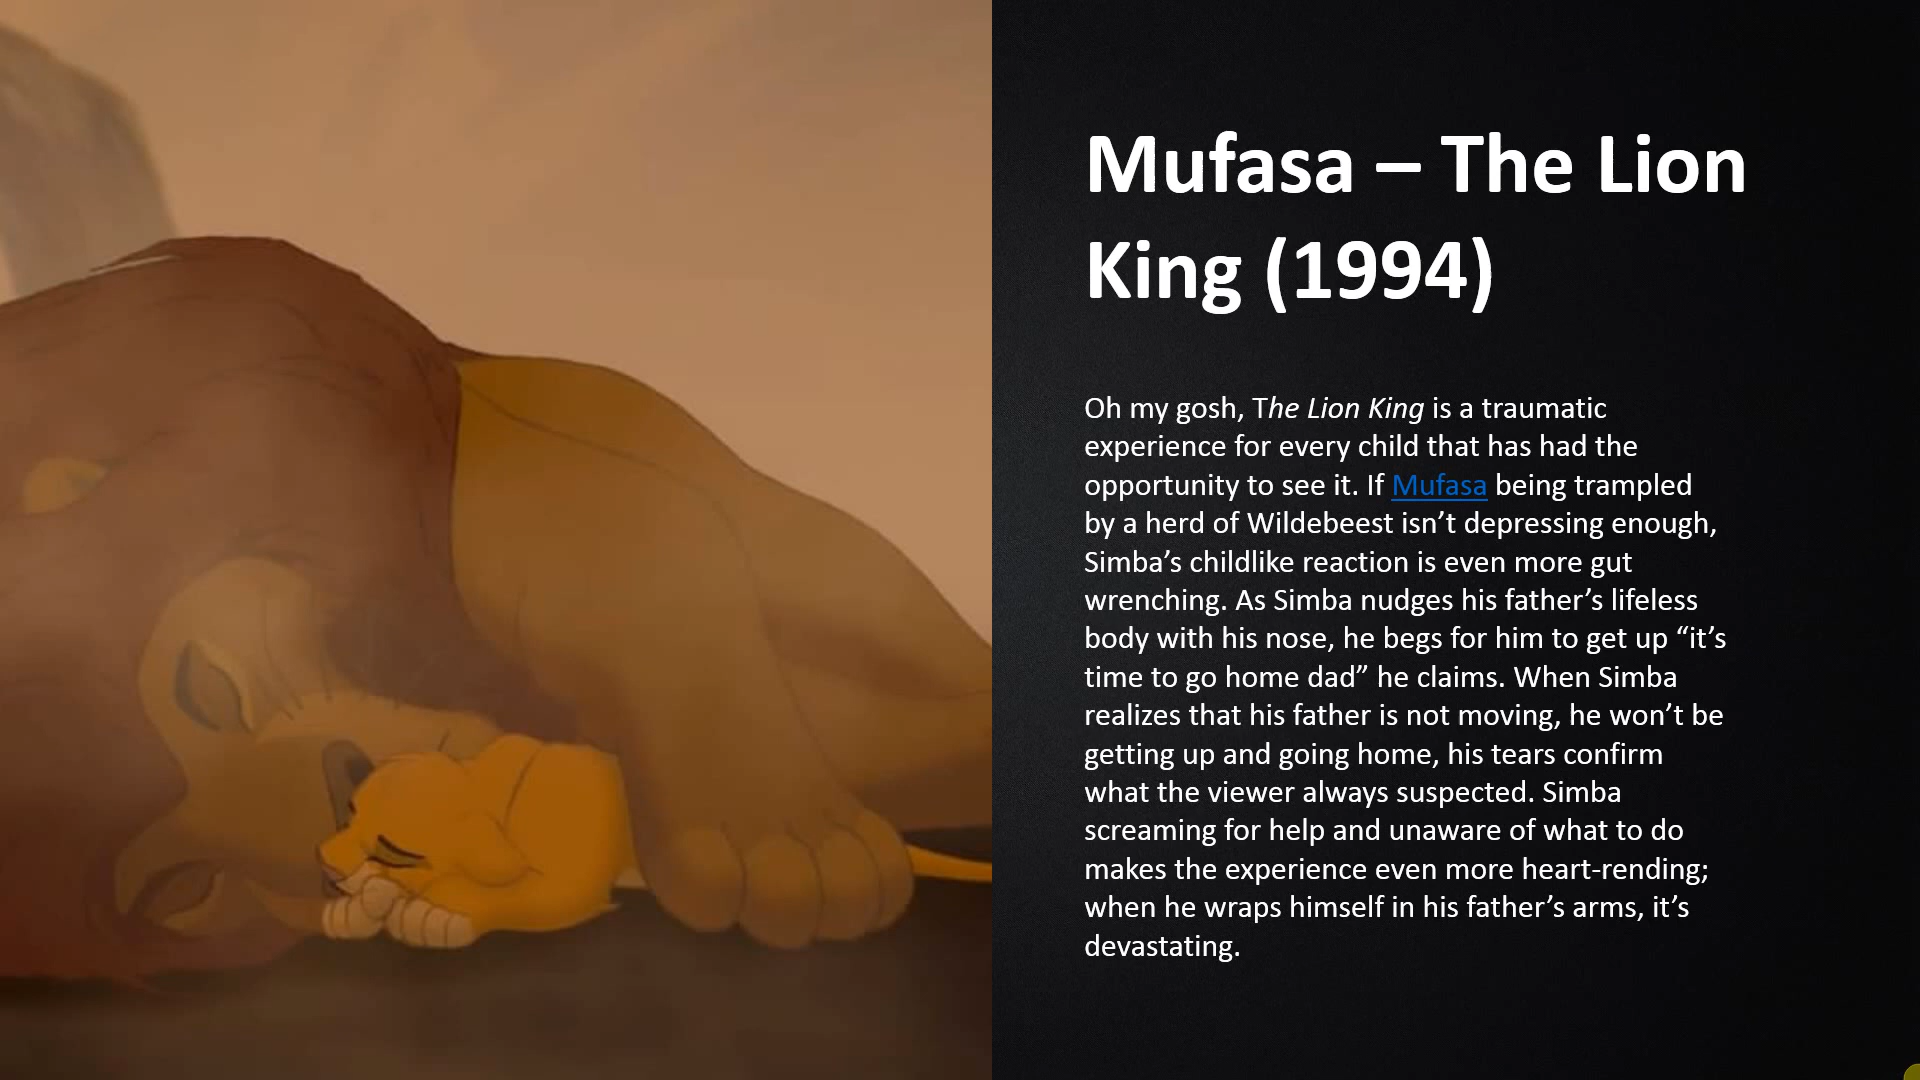 Mufasa – The Lion
King (1994)
Oh my gosh, The Lion King is a traumatic
experience for every child that has had the
opportunity to see it. If Mufasa being trampled
by a herd of Wildebeest isn’t depressing enough,
Simba’s childlike reaction is even more gut
wrenching. As Simba nudges his father’s lifeless
body with his nose, he begs for him to get up “it’s
time to go home dad” he claims. When Simba
realizes that his father is not moving, he won’t be
getting up and going home, his tears confirm
what the viewer always suspected. Simba
screaming for help and unaware of what to do
makes the experience even more heart-rending;
when he wraps himself in his father’s arms, it’s
devastating.